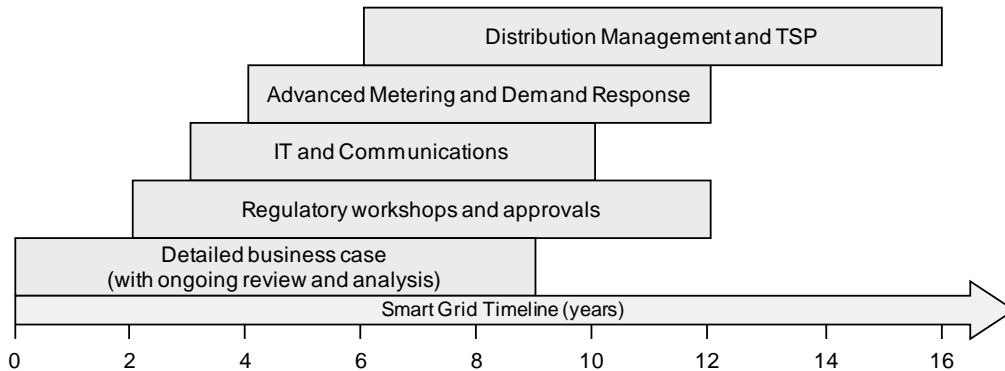 Distribution Management and TSP
Advanced Metering and Demand Response
IT and Communications
Regulatory workshops and approvals
Detailed business case
(with ongoing review and analysis)
Smart Grid Timeline (years)
0 2 4 6 8 10 12 14 16